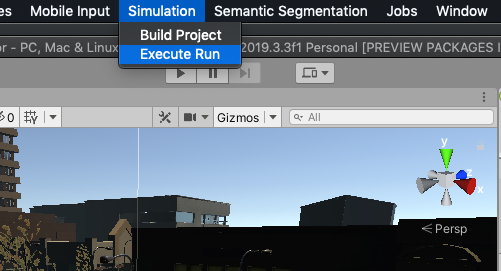 es Mobile Input Simulation Semantic Segmentation Jobs Window
Build Project
or - PC, Mac & Linux 2019.3.3f1 Personal [PREVIEW PACKAGES I
Execute Run
0 Gizmos All
y
z
x
Persp